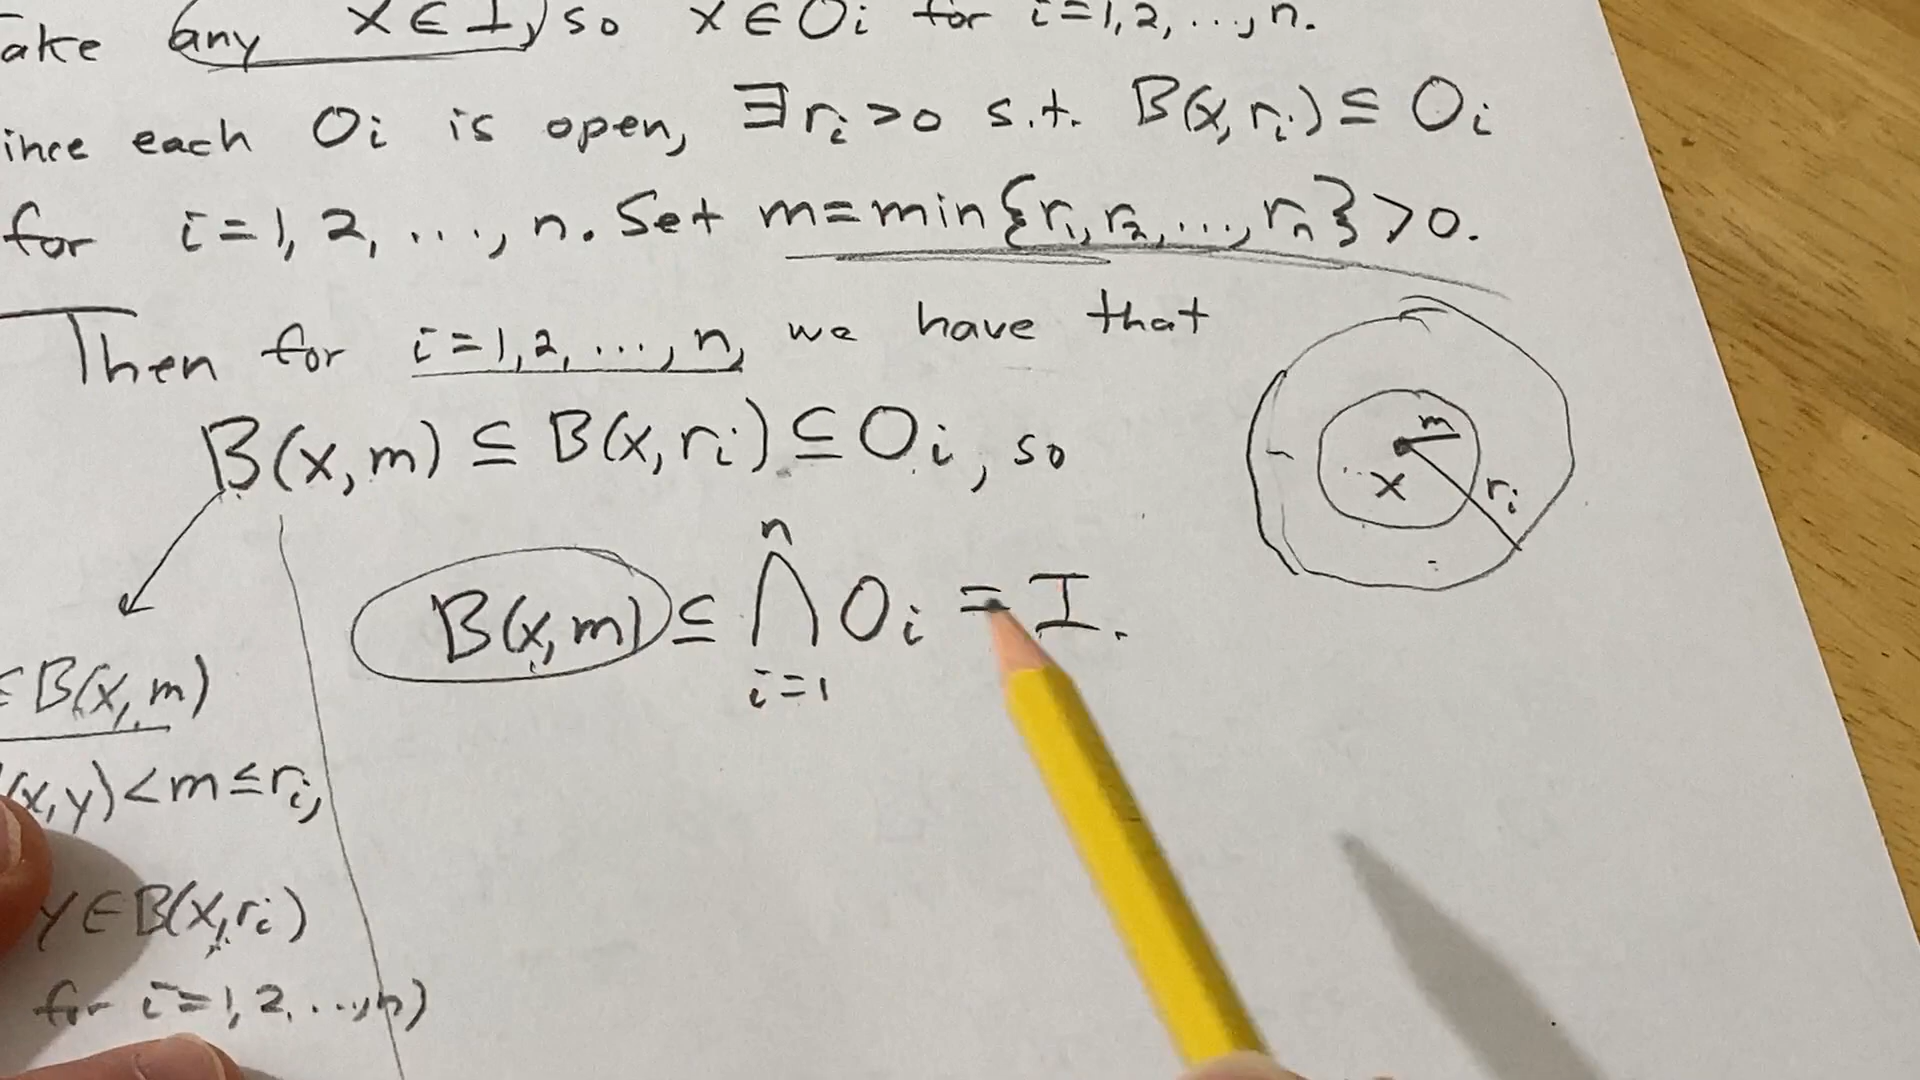 ake any x ∈ I, so x ∈ Oi for i=1,2,...,n.
ince each Oi is open, ∃ri>0 s.t. B(x,ri) ⊆ Oi
for i=1,2,...,n. Set m=min{r1,r2,...,rn}>0.
Then for i=1,2,...,n, we have that
B(x,m) ⊆ B(x,ri) ⊆ Oi, so
n
B(x,m) ⊆ ⋂ Oi = I.
i=1
∈B(x,m)
(x,y)<m≤ri,
y∈B(x,ri)
for i=1,2,...,n)
m
x
ri